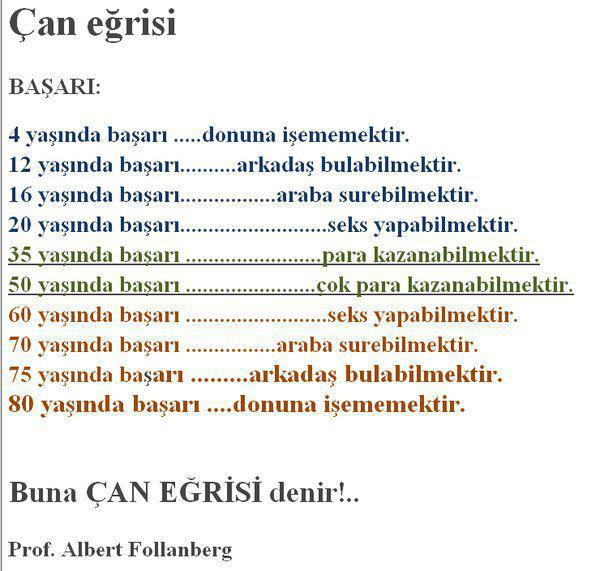 Çan eğrisi
BAŞARI:
4 yaşında başarı .....donuna işememektir.
12 yaşında başarı..........arkadaş bulabilmektir.
16 yaşında başarı.................araba surebilmektir.
20 yaşında başarı..........................seks yapabilmektir.
35 yaşında başarı ........................para kazanabilmektir.
50 yaşında başarı .......................çok para kazanabilmektir.
60 yaşında başarı .........................seks yapabilmektir.
70 yaşında başarı ................araba surebilmektir.
75 yaşında başarı .........arkadaş bulabilmektir.
80 yaşında başarı ....donuna işememektir.
Buna ÇAN EĞRİSİ denir!..
Prof. Albert Follanberg